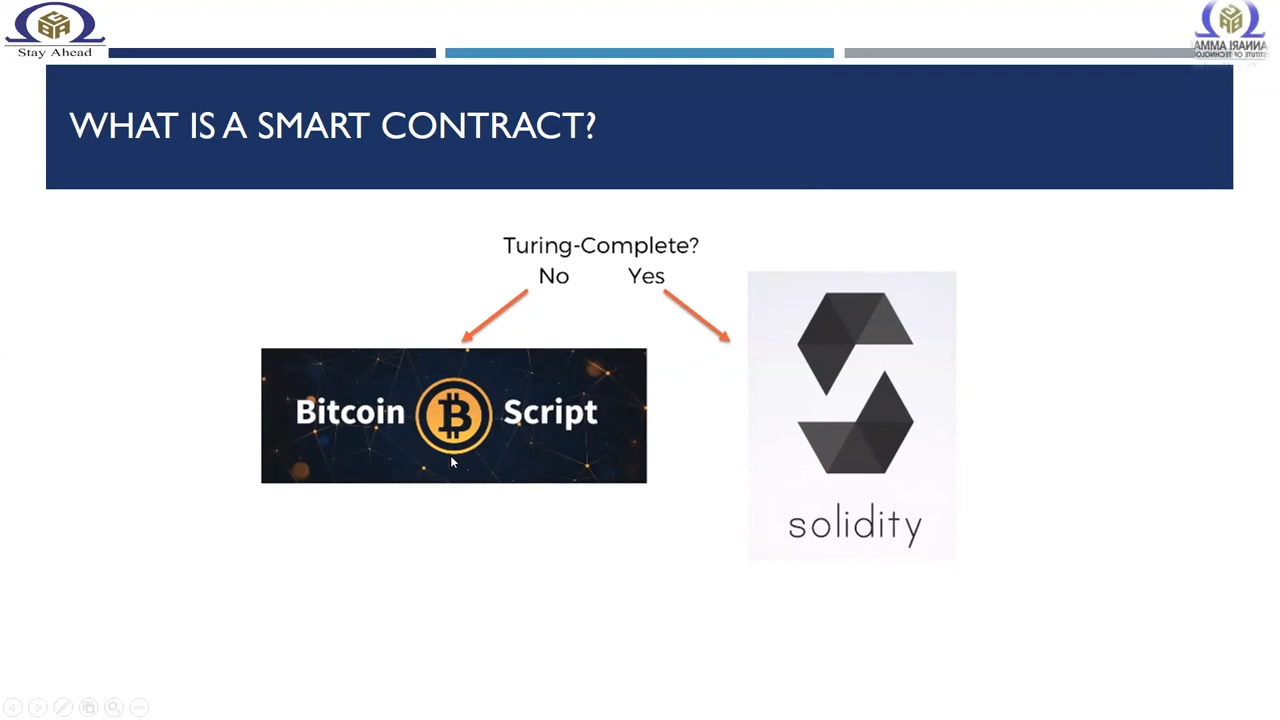 Stay Ahead
WHAT IS A SMART CONTRACT?
Turing-Complete?
No Yes
Bitcoin Script
solidity